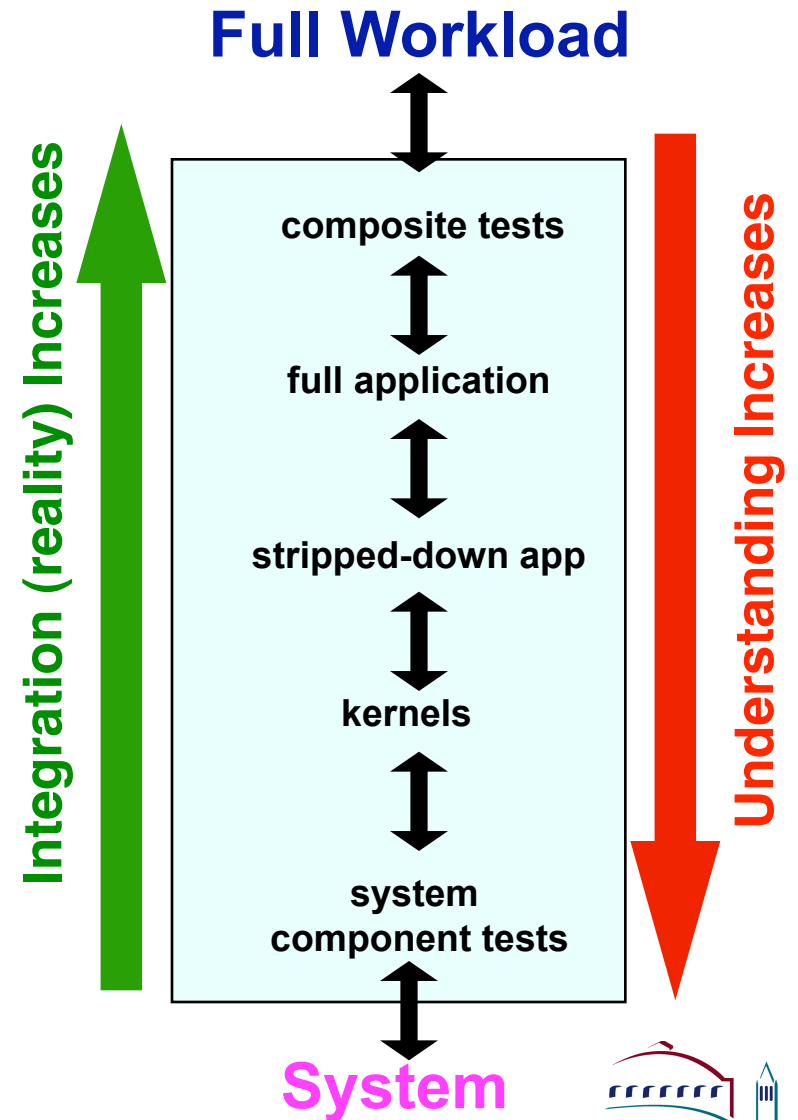 Full Workload
Integration (reality) Increases
composite tests
full application
stripped-down app
kernels
system
component tests
Understanding Increases
System